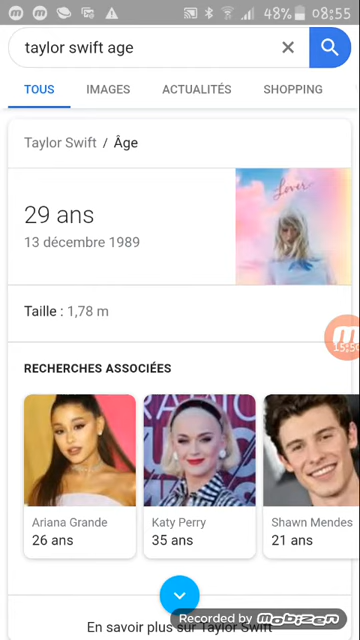 48% 08:55
taylor swift age
TOUS IMAGES ACTUALITÉS SHOPPING
Taylor Swift / Âge
29 ans
13 décembre 1989
Lover
Taille : 1,78 m
RECHERCHES ASSOCIÉES
Ariana Grande Katy Perry Shawn Mendes
26 ans 35 ans 21 ans
En savoir plus sur Taylor Swift
Recorded by Mobizen